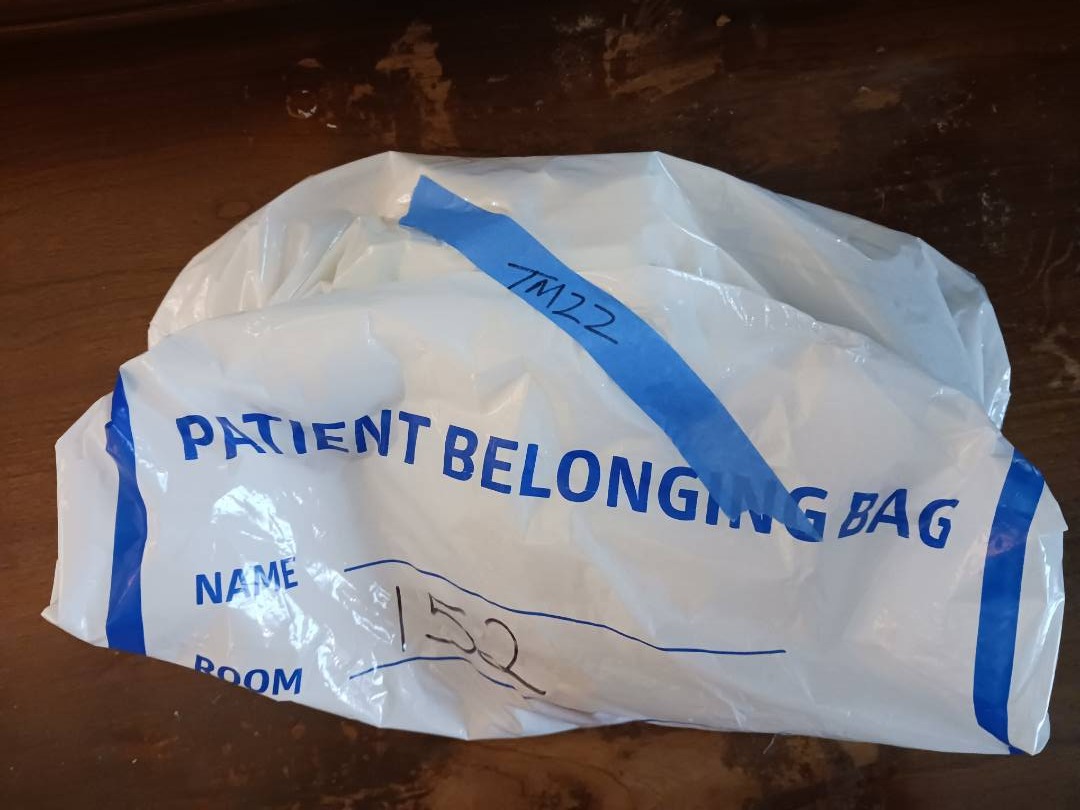 TM22
PATIENT BELONGING BAG
NAME
152
ROOM